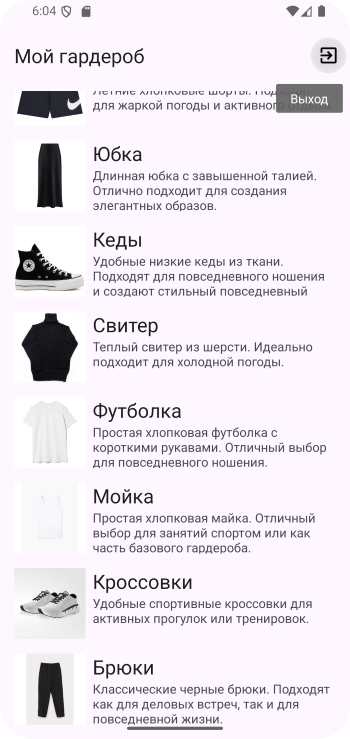 6:04
Мой гардероб
Летние хлопковые шорты. Подходят
для жаркой погоды и активного отдыха.
Выход
Юбка
Длинная юбка с завышенной талией.
Отлично подходит для создания
элегантных образов.
Кеды
Удобные низкие кеды из ткани.
Подходят для повседневного ношения
и создают стильный повседневный
Свитер
Теплый свитер из шерсти. Идеально
подходит для холодной погоды.
Футболка
Простая хлопковая футболка с
короткими рукавами. Отличный выбор
для повседневного ношения.
Мойка
Простая хлопковая майка. Отличный
выбор для занятий спортом или как
часть базового гардероба.
Кроссовки
Удобные спортивные кроссовки для
активных прогулок или тренировок.
Брюки
Классические черные брюки. Подходят
как для деловых встреч, так и для
повседневной жизни.